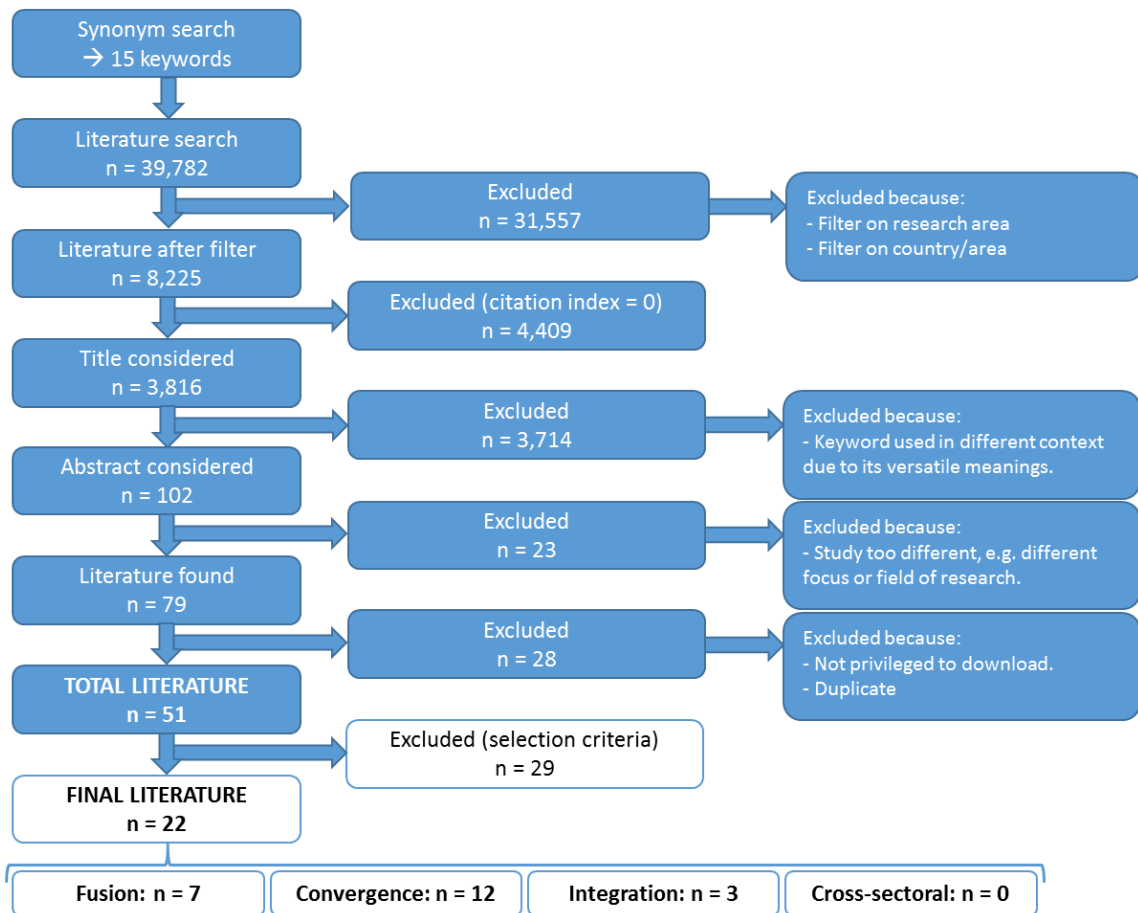 Synonym search
→ 15 keywords
Literature search
n = 39,782
Excluded
n = 31,557
Excluded because:
- Filter on research area
- Filter on country/area
Literature after filter
n = 8,225
Excluded (citation index = 0)
n = 4,409
Title considered
n = 3,816
Excluded
n = 3,714
Excluded because:
- Keyword used in different context
due to its versatile meanings.
Abstract considered
n = 102
Excluded
n = 23
Excluded because:
- Study too different, e.g. different
focus or field of research.
Literature found
n = 79
Excluded
n = 28
Excluded because:
- Not privileged to download.
- Duplicate
TOTAL LITERATURE
n = 51
Excluded (selection criteria)
n = 29
FINAL LITERATURE
n = 22
Fusion: n = 7
Convergence: n = 12
Integration: n = 3
Cross-sectoral: n = 0